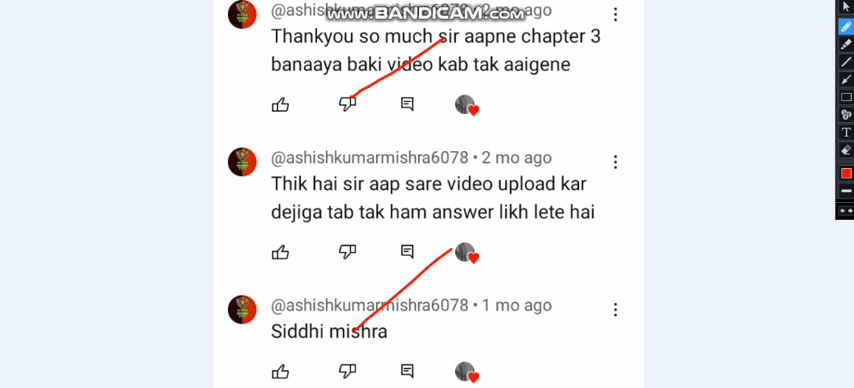 @ashishkumarmishra6078 • 2 mo ago
www.BANDICAM.com
Thankyou so much sir aapne chapter 3
banaaya baki video kab tak aaigene
@ashishkumarmishra6078 • 2 mo ago
Thik hai sir aap sare video upload kar
dejiga tab tak ham answer likh lete hai
@ashishkumarmishra6078 • 1 mo ago
Siddhi mishra
T